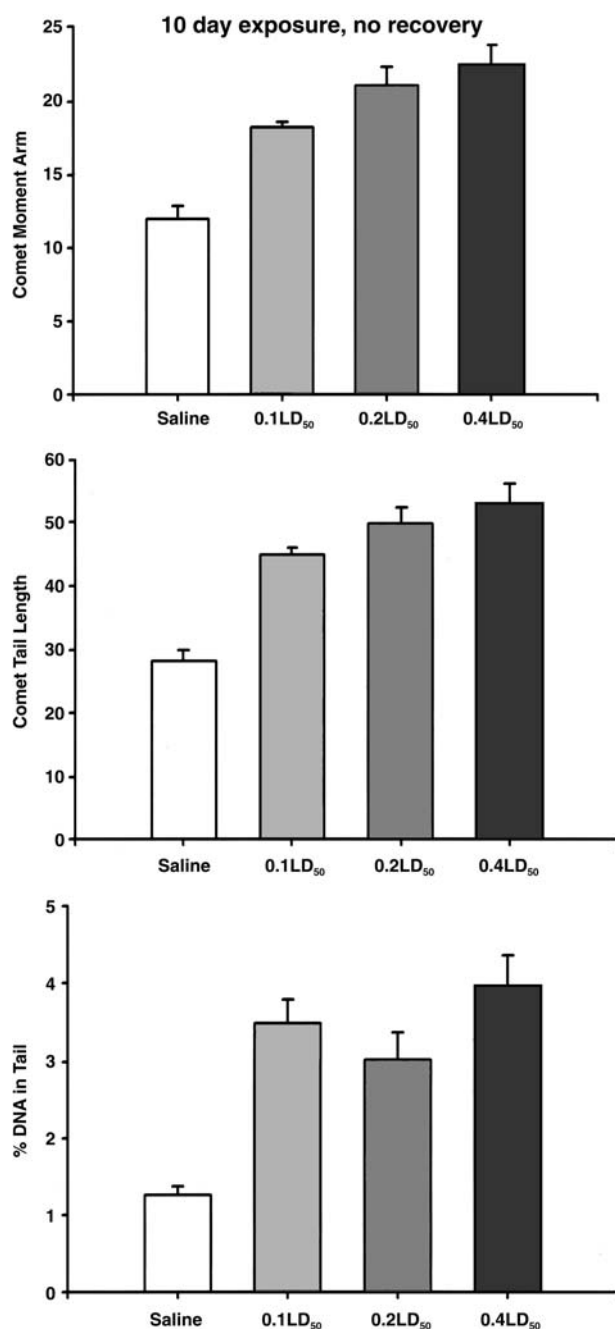 10 day exposure, no recovery
25
20
15
10
5
0
Comet Moment Arm
Saline 0.1LD₅₀ 0.2LD₅₀ 0.4LD₅₀
60
50
40
30
20
10
0
Comet Tail Length
Saline 0.1LD₅₀ 0.2LD₅₀ 0.4LD₅₀
5
4
3
2
1
0
% DNA in Tail
Saline 0.1LD₅₀ 0.2LD₅₀ 0.4LD₅₀